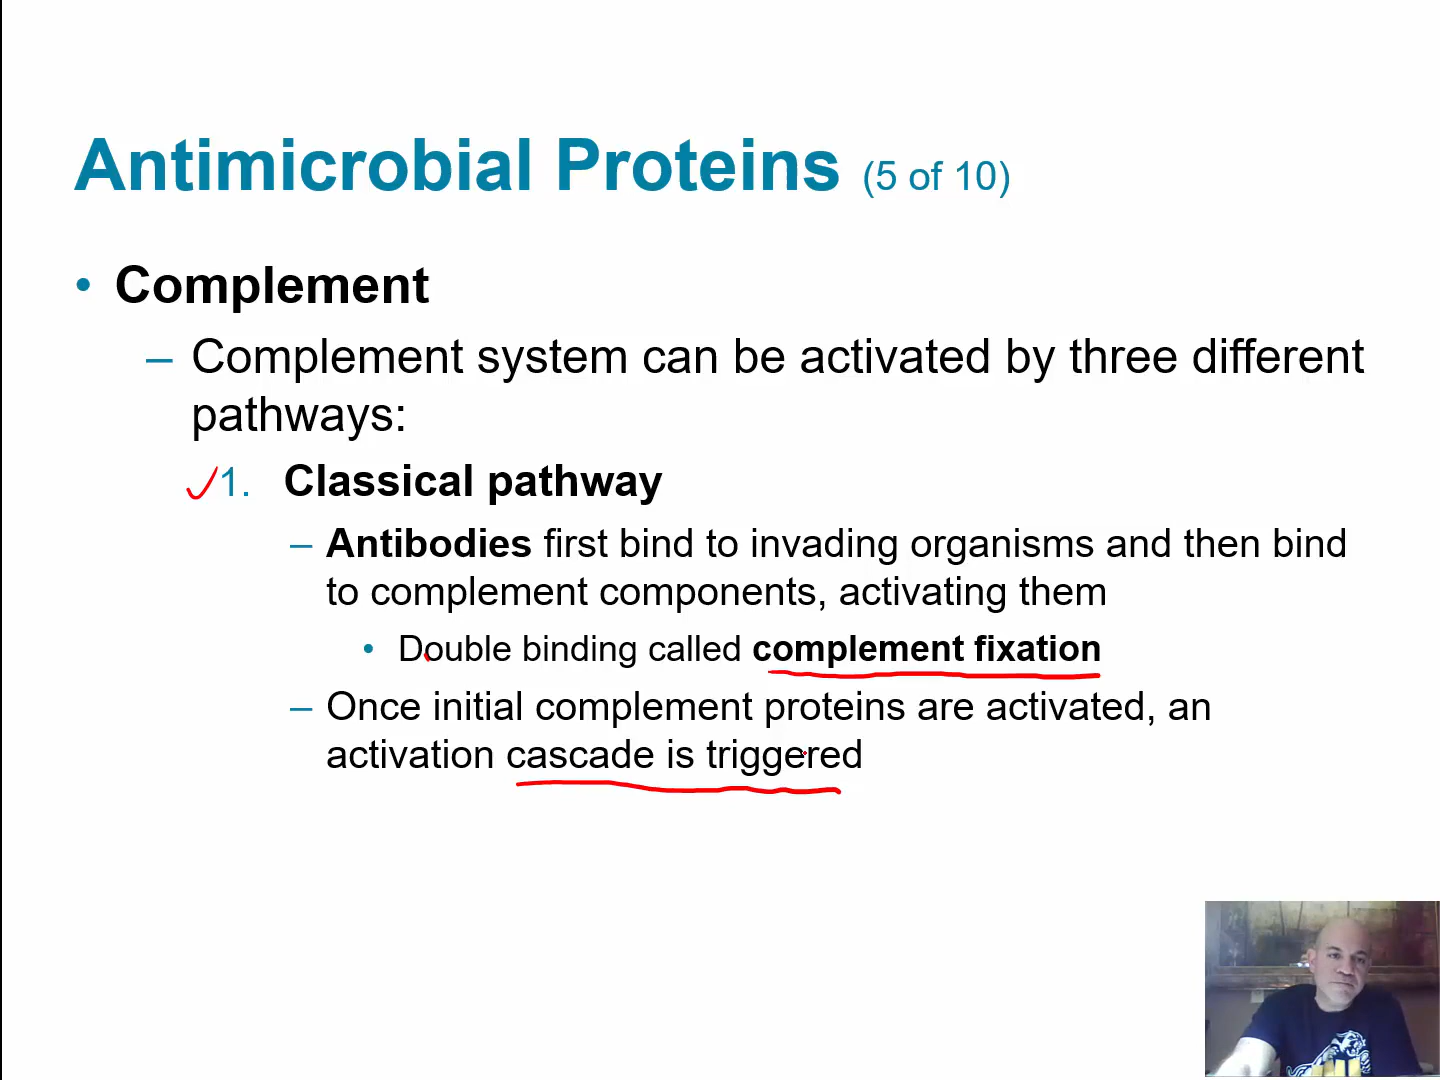 Antimicrobial Proteins (5 of 10)
• Complement
– Complement system can be activated by three different
pathways:
1. Classical pathway
– Antibodies first bind to invading organisms and then bind
to complement components, activating them
• Double binding called complement fixation
– Once initial complement proteins are activated, an
activation cascade is triggered